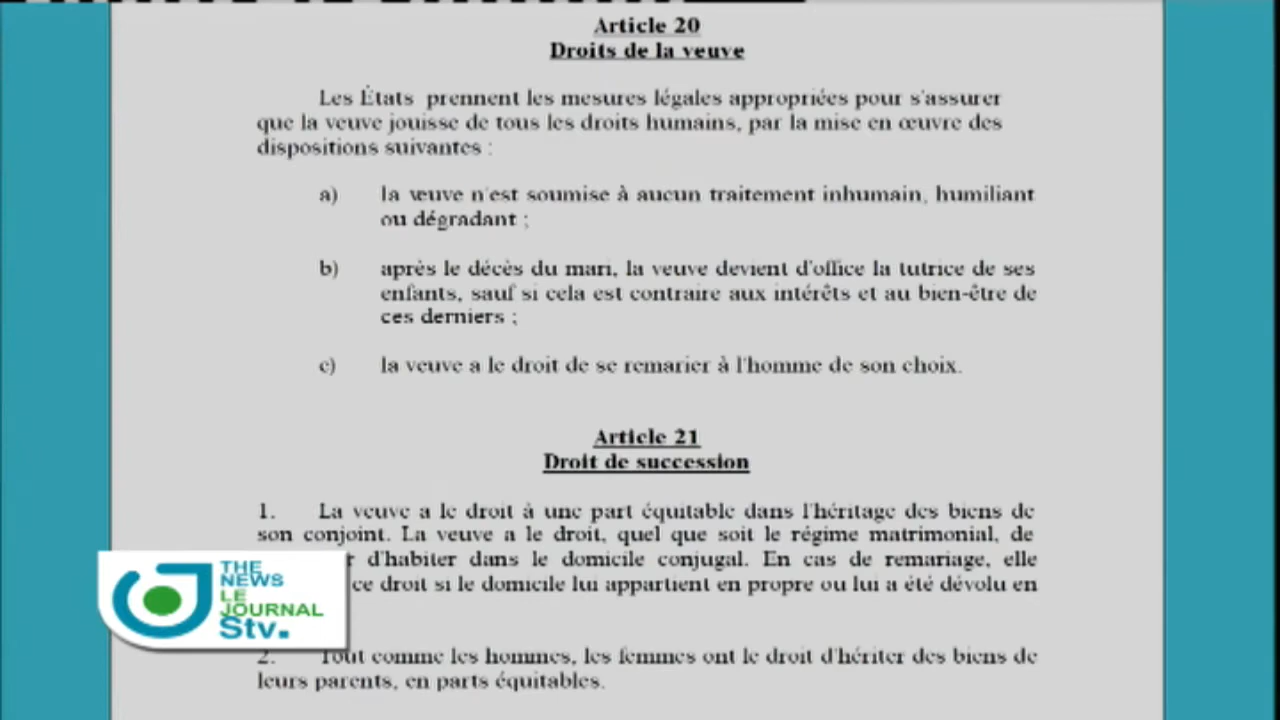 Article 20
Droits de la veuve
Les États prennent les mesures légales appropriées pour s'assurer
que la veuve jouisse de tous les droits humains, par la mise en œuvre des
dispositions suivantes :
a) la veuve n'est soumise à aucun traitement inhumain, humiliant
ou dégradant ;
b) après le décès du mari, la veuve devient d'office la tutrice de ses
enfants, sauf si cela est contraire aux intérêts et au bien-être de
ces derniers ;
c) la veuve a le droit de se remarier à l'homme de son choix.
Article 21
Droit de succession
1. La veuve a le droit à une part équitable dans l'héritage des biens de
son conjoint. La veuve a le droit, quel que soit le régime matrimonial, de
d'habiter dans le domicile conjugal. En cas de remariage, elle
ce droit si le domicile lui appartient en propre ou lui a été dévolu en
2. Tout comme les hommes, les femmes ont le droit d'hériter des biens de
leurs parents, en parts équitables.
THE
NEWS
LE
JOURNAL
Stv.